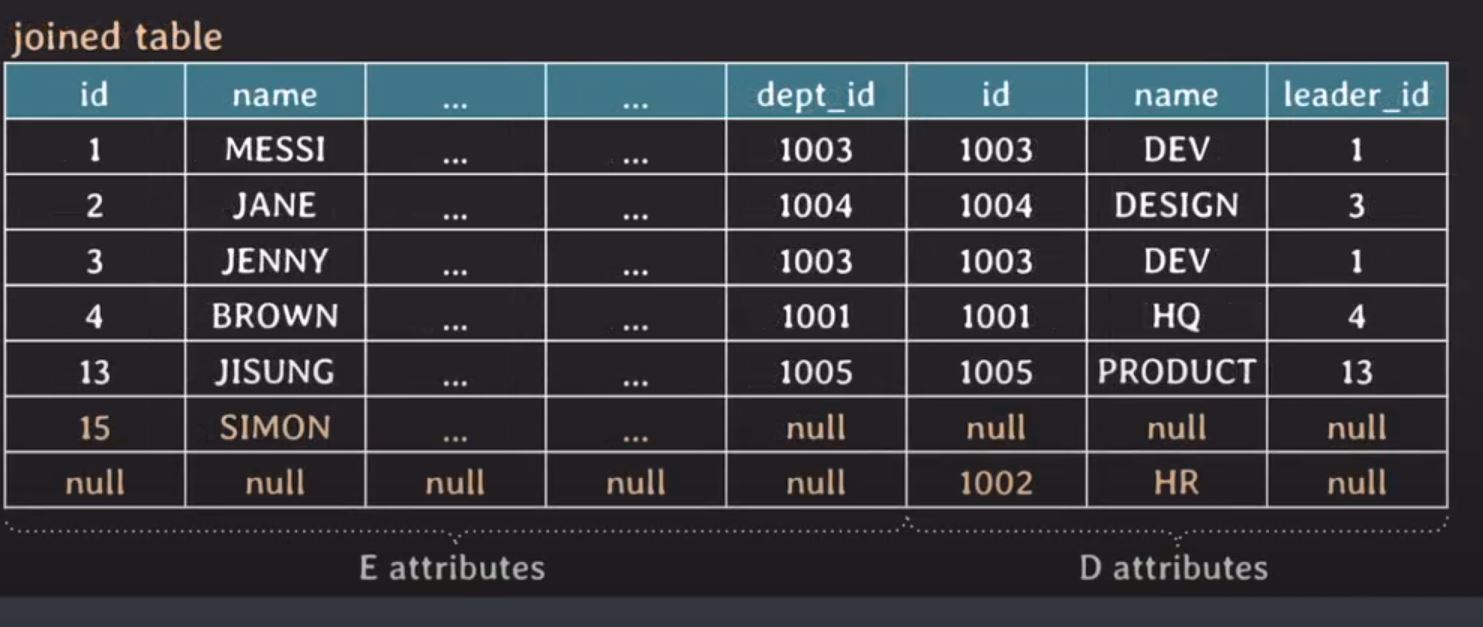 joined table
id name ... ... dept_id id name leader_id
1 MESSI ... ... 1003 1003 DEV 1
2 JANE ... ... 1004 1004 DESIGN 3
3 JENNY ... ... 1003 1003 DEV 1
4 BROWN ... ... 1001 1001 HQ 4
13 JISUNG ... ... 1005 1005 PRODUCT 13
15 SIMON ... ... null null null null
null null null null null 1002 HR null
E attributes D attributes